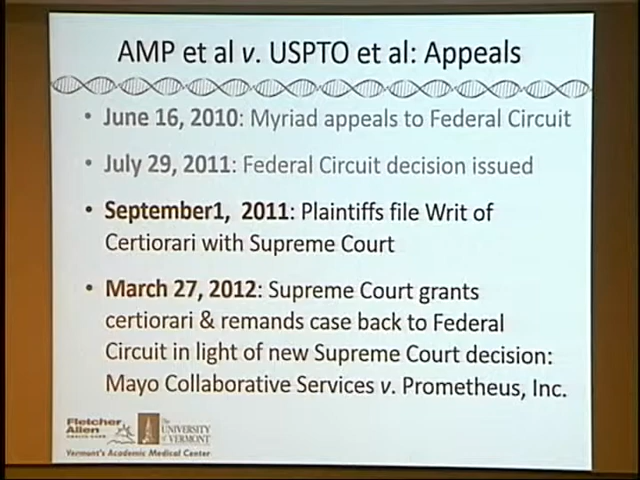 AMP et al v. USPTO et al: Appeals
• June 16, 2010: Myriad appeals to Federal Circuit
• July 29, 2011: Federal Circuit decision issued
• September1, 2011: Plaintiffs file Writ of
Certiorari with Supreme Court
• March 27, 2012: Supreme Court grants
certiorari & remands case back to Federal
Circuit in light of new Supreme Court decision:
Mayo Collaborative Services v. Prometheus, Inc.
Fletcher
Allen
HEALTH CARE
The
UNIVERSITY
of VERMONT
Vermont's Academic Medical Center